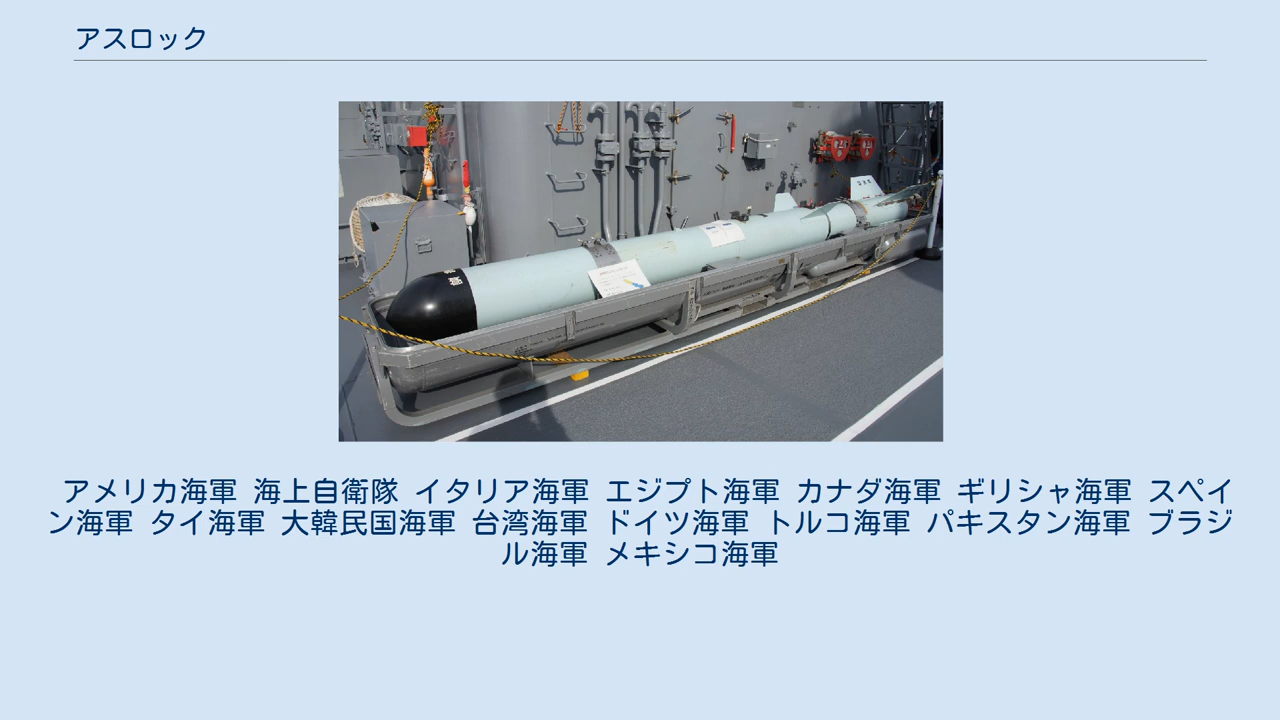 アスロック
アメリカ海軍 海上自衛隊 イタリア海軍 エジプト海軍 カナダ海軍 ギリシャ海軍 スペイ
ン海軍 タイ海軍 大韓民国海軍 台湾海軍 ドイツ海軍 トルコ海軍 パキスタン海軍 ブラジ
ル海軍 メキシコ海軍